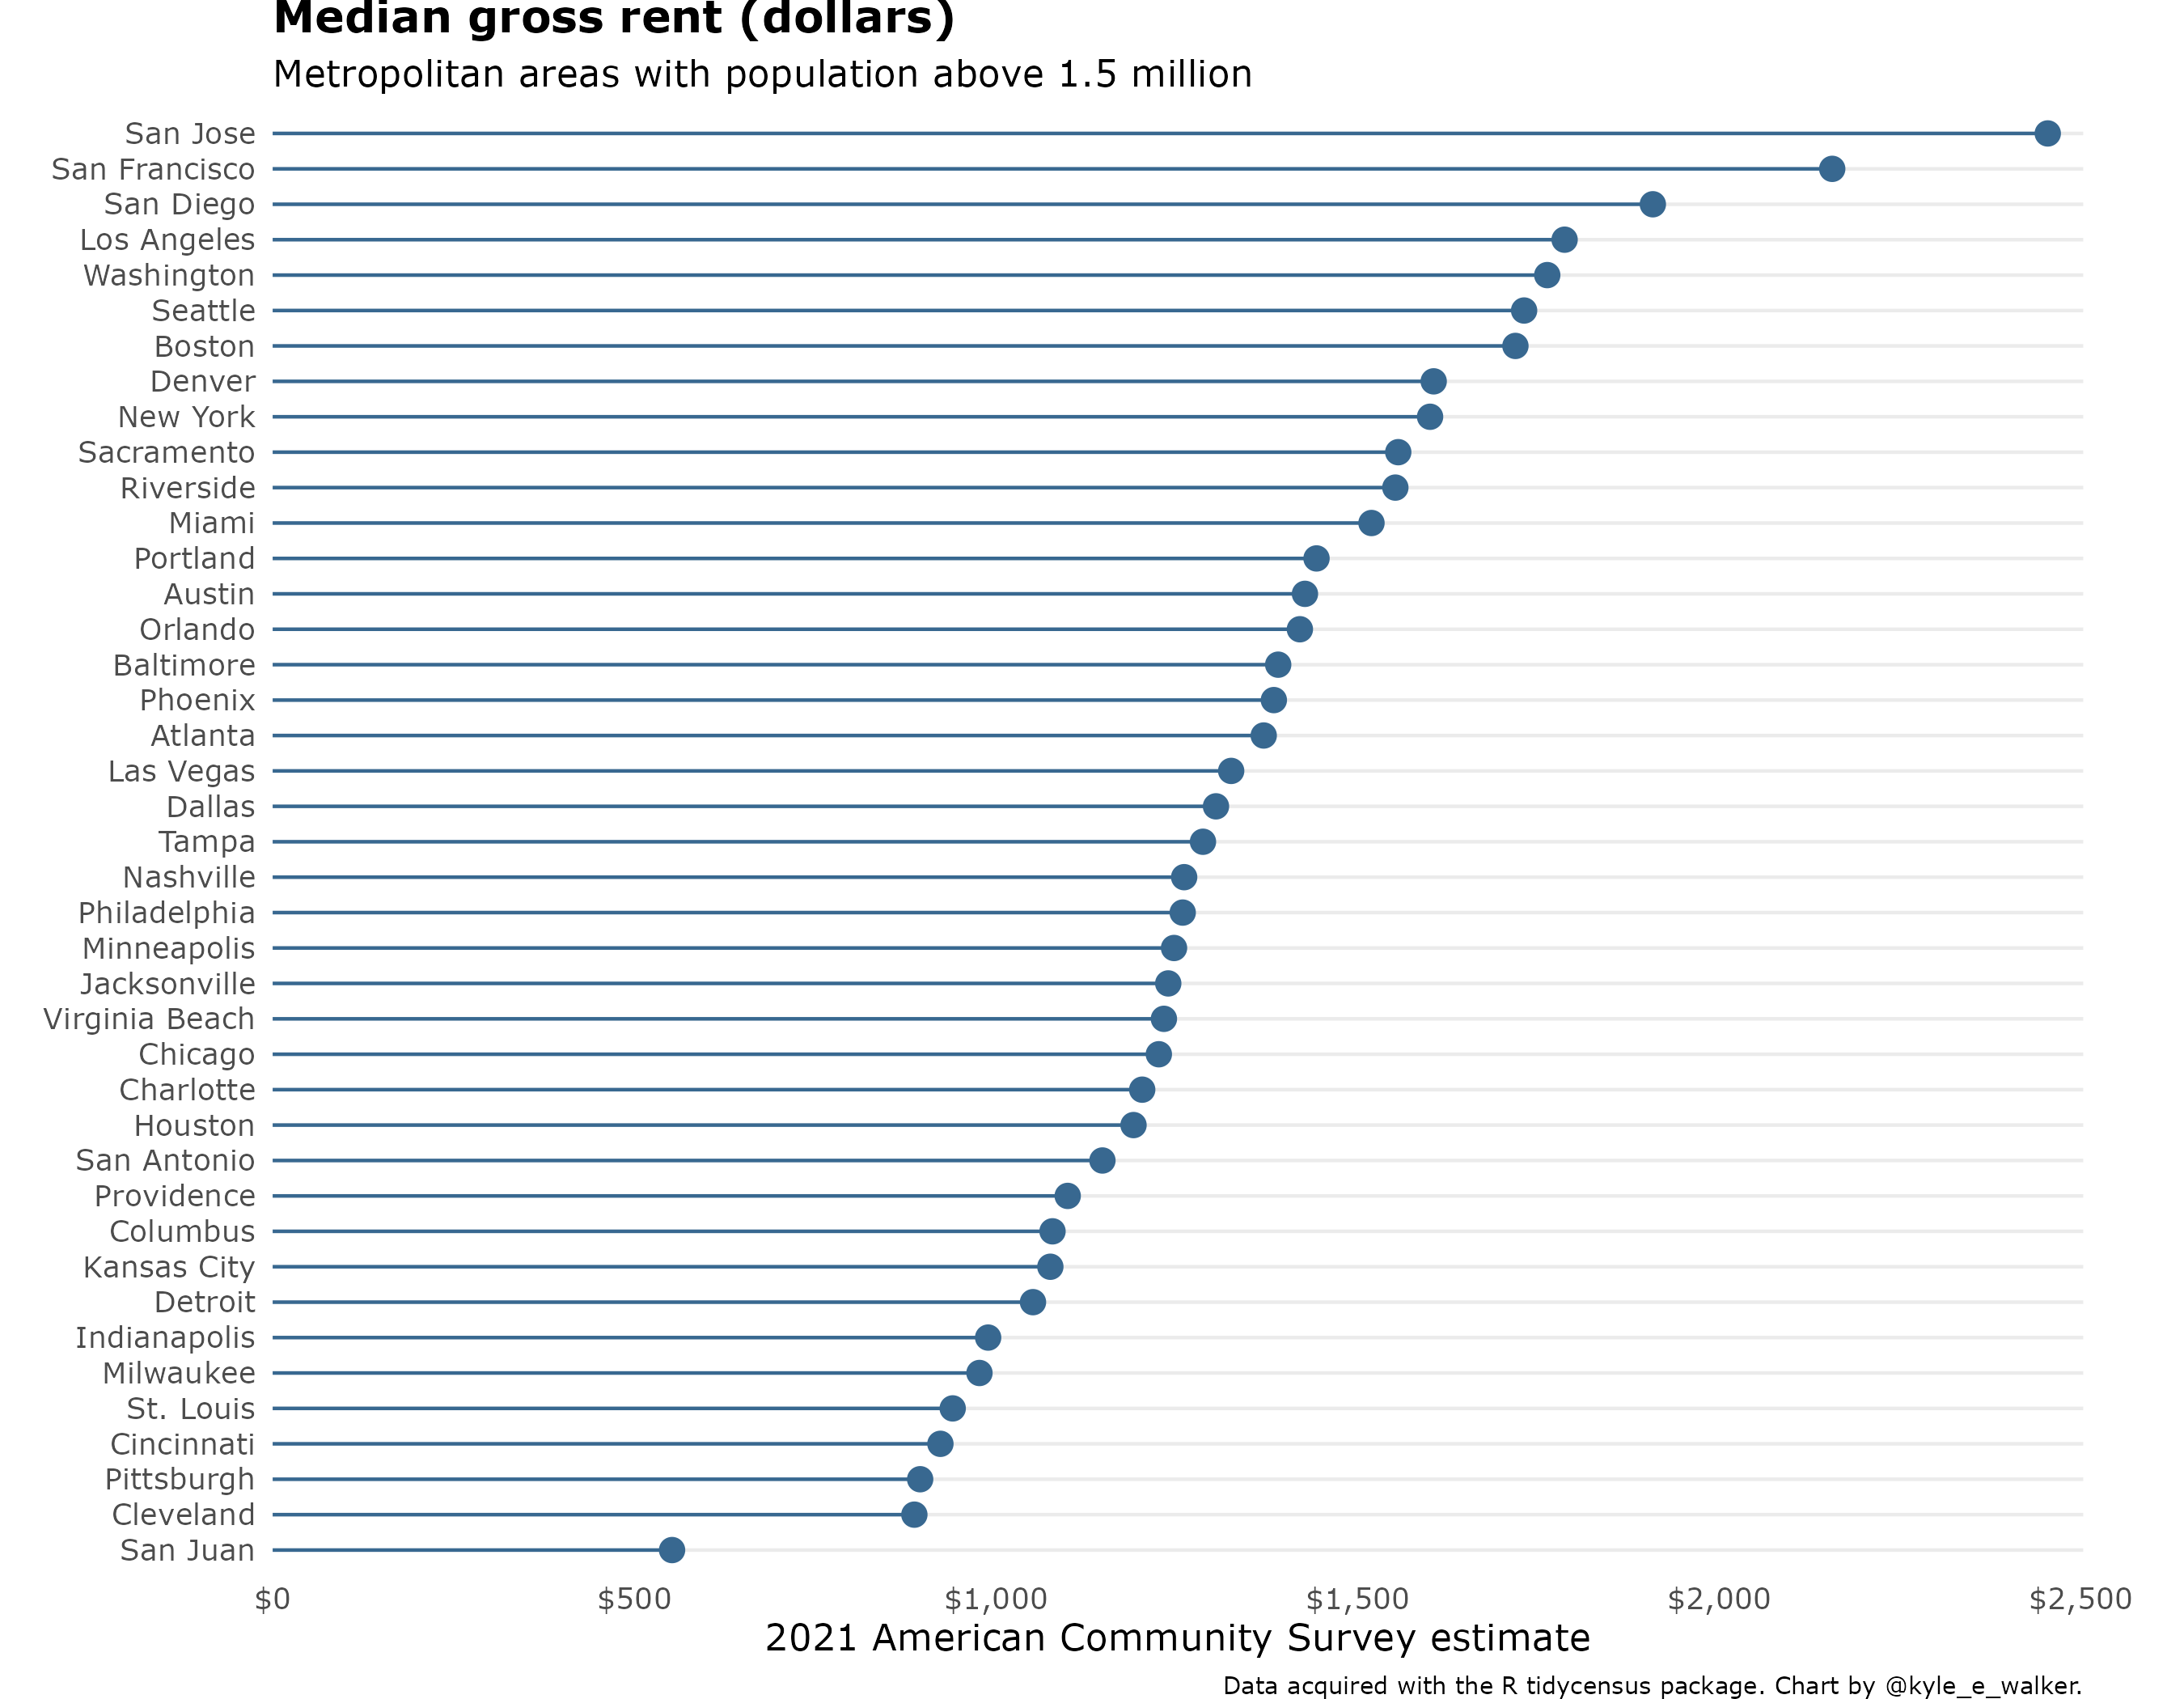 Median gross rent (dollars)
Metropolitan areas with population above 1.5 million
San Jose
San Francisco
San Diego
Los Angeles
Washington
Seattle
Boston
Denver
New York
Sacramento
Riverside
Miami
Portland
Austin
Orlando
Baltimore
Phoenix
Atlanta
Las Vegas
Dallas
Tampa
Nashville
Philadelphia
Minneapolis
Jacksonville
Virginia Beach
Chicago
Charlotte
Houston
San Antonio
Providence
Columbus
Kansas City
Detroit
Indianapolis
Milwaukee
St. Louis
Cincinnati
Pittsburgh
Cleveland
San Juan
$0 $500 $1,000 $1,500 $2,000 $2,500
2021 American Community Survey estimate
Data acquired with the R tidycensus package. Chart by @kyle_e_walker.